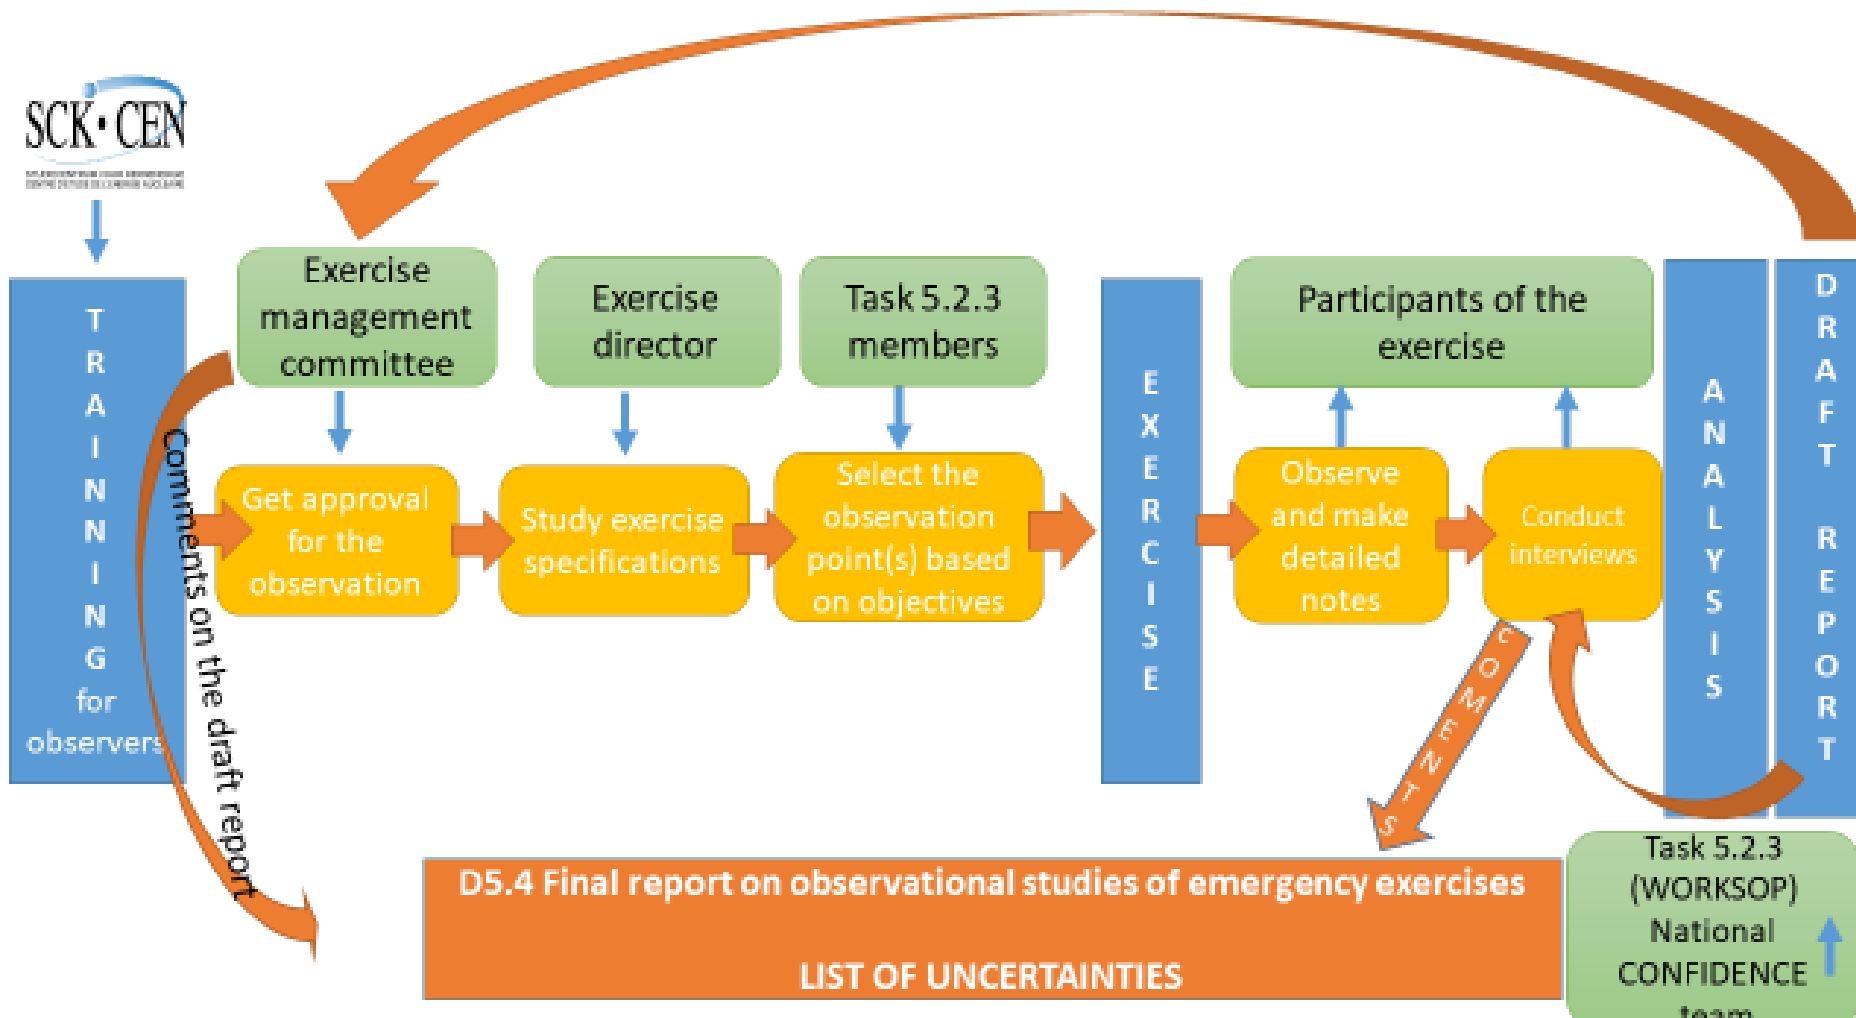 SCK•CEN
TRAINNING
for
observers
Exercise
management
committee
Exercise
director
Task 5.2.3
members
Participants of the
exercise
Get approval
for the
observation
Study exercise
specifications
Select the
observation
point(s) based
on objectives
EXERCISE
Observe
and make
detailed
notes
Conduct
interviews
ANALYSIS
DRAFT REPORT
Comments on the draft report
COMENTS
D5.4 Final report on observational studies of emergency exercises
LIST OF UNCERTAINTIES
Task 5.2.3
(WORKSOP)
National
CONFIDENCE
team